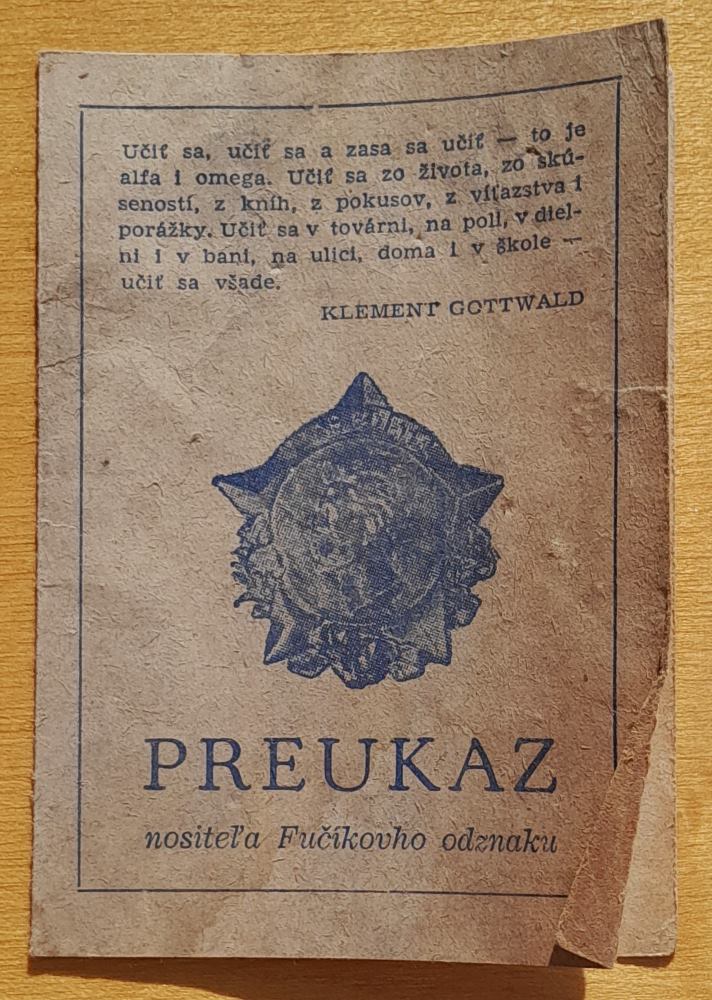 Učiť sa, učiť sa a zasa sa učiť — to je
alfa i omega. Učiť sa zo života, zo skú-
seností, z kníh, z pokusov, z víťazstva i
porážky. Učiť sa v továrni, na poli, v diel-
ni i v bani, na ulici, doma i v škole —
učiť sa všade.
KLEMENT GOTTWALD
PREUKAZ
nositeľa Fučíkovho odznaku